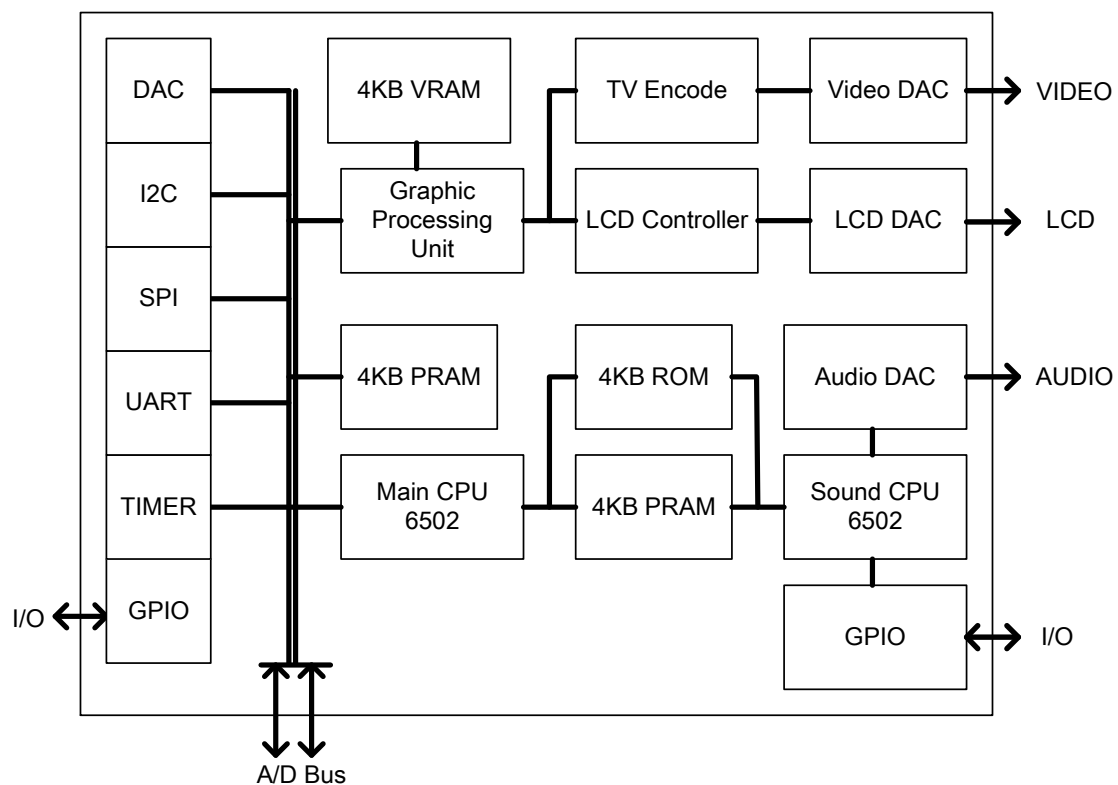 DAC
I2C
SPI
UART
TIMER
GPIO
I/O
4KB VRAM
Graphic
Processing
Unit
TV Encode
Video DAC
VIDEO
LCD Controller
LCD DAC
LCD
4KB PRAM
4KB ROM
Audio DAC
AUDIO
Main CPU
6502
4KB PRAM
Sound CPU
6502
GPIO
I/O
A/D Bus